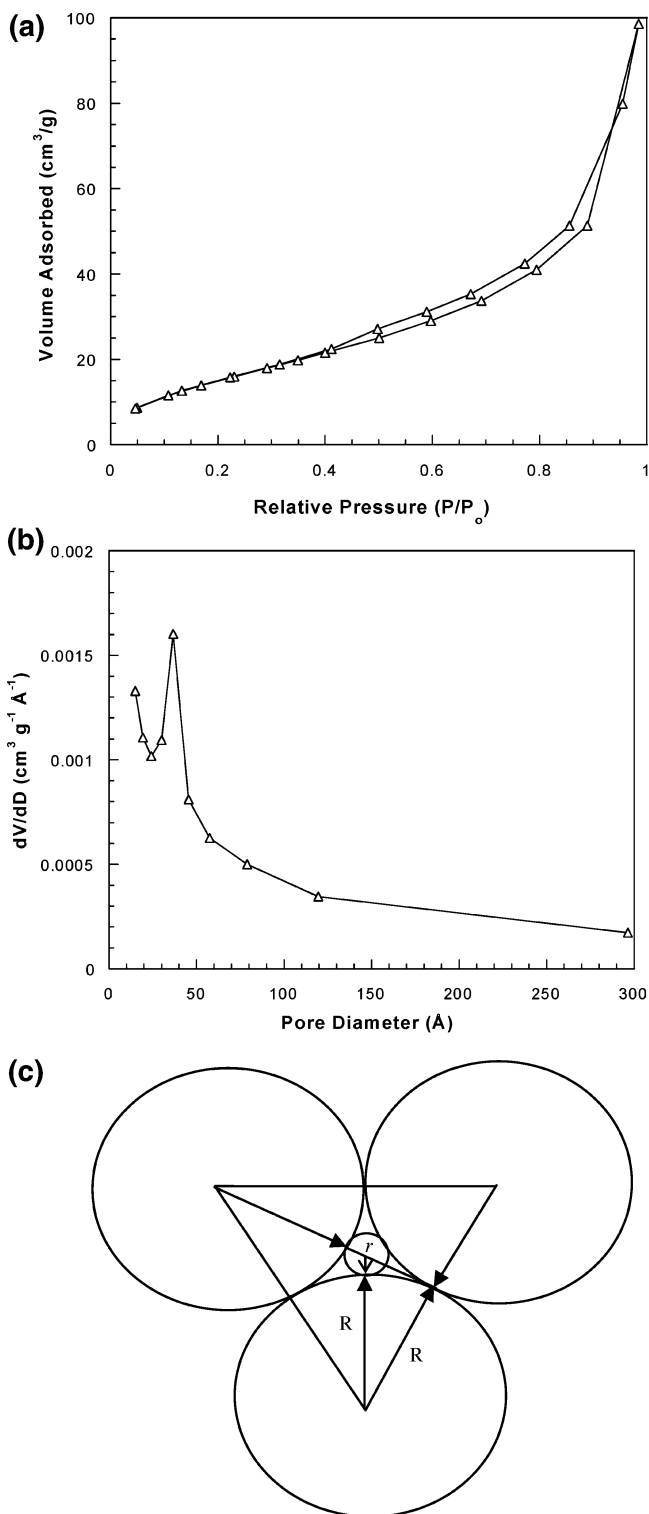 (a)
100
80
60
40
20
0
Volume Adsorbed (cm³/g)
0 0.2 0.4 0.6 0.8 1
Relative Pressure (P/Pₒ)
(b)
0.002
0.0015
0.001
0.0005
0
dV/dD (cm³ g⁻¹ Å⁻¹)
0 50 100 150 200 250 300
Pore Diameter (Å)
(c)
r
R
R